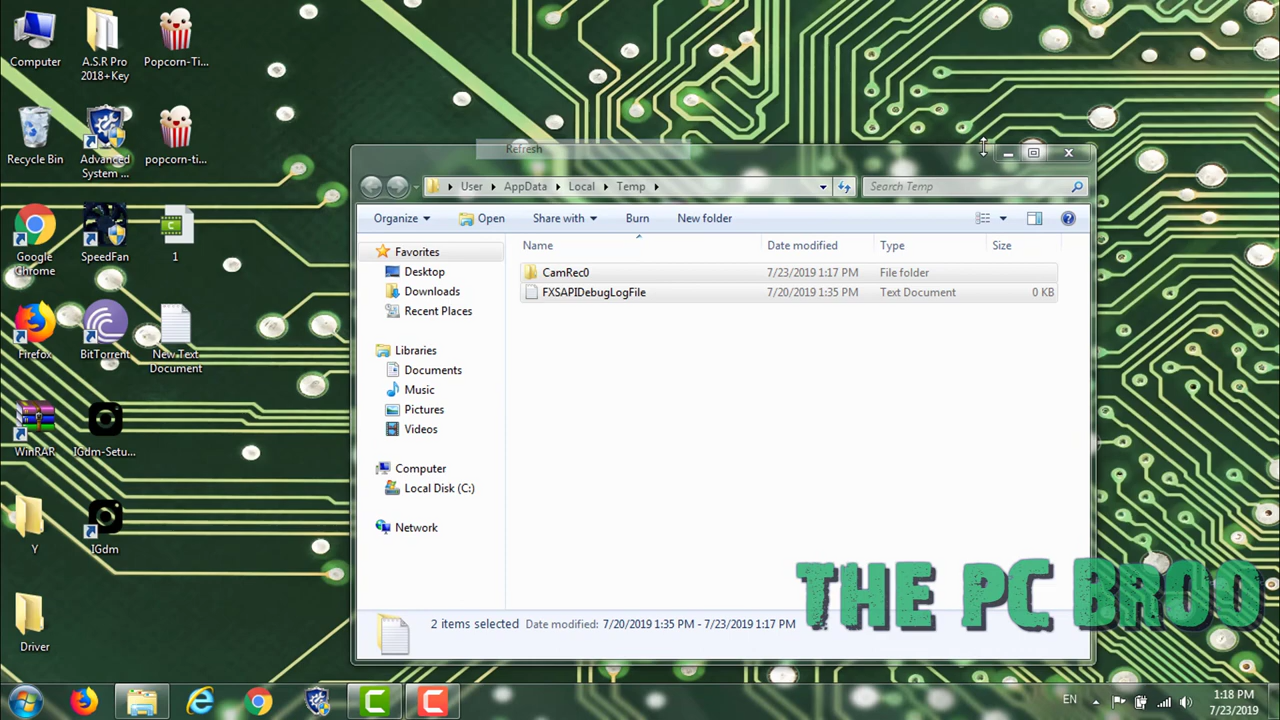 Computer
A.S.R Pro
2018+Key
Popcorn-Ti...
Recycle Bin
Advanced
System ...
popcorn-ti...
Google
Chrome
SpeedFan
1
Firefox
BitTorrent
New Text
Document
WinRAR
IGdm-Setu...
Y
IGdm
Driver
Refresh
User
AppData
Local
Temp
Search Temp
Organize
Open
Share with
Burn
New folder
Favorites
Desktop
Downloads
Recent Places
Libraries
Documents
Music
Pictures
Videos
Computer
Local Disk (C:)
Network
Name Date modified Type Size
CamRec0 7/23/2019 1:17 PM File folder
FXSAPIDebugLogFile 7/20/2019 1:35 PM Text Document 0 KB
2 items selected Date modified: 7/20/2019 1:35 PM - 7/23/2019 1:17 PM
THE PC BROO
EN
1:18 PM
7/23/2019